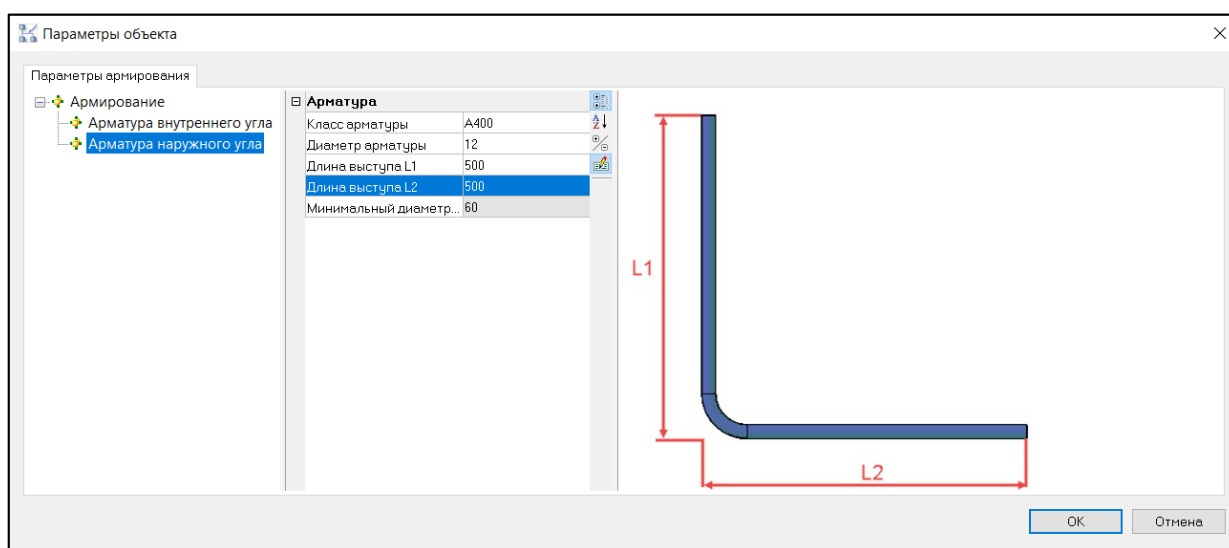 Параметры объекта
Параметры армирования
Армирование
Арматура внутреннего угла
Арматура наружного угла
Арматура
Класс арматуры А400
Диаметр арматуры 12
Длина выступа L1 500
Длина выступа L2 500
Минимальный диаметр... 60
L1
L2
OK
Отмена